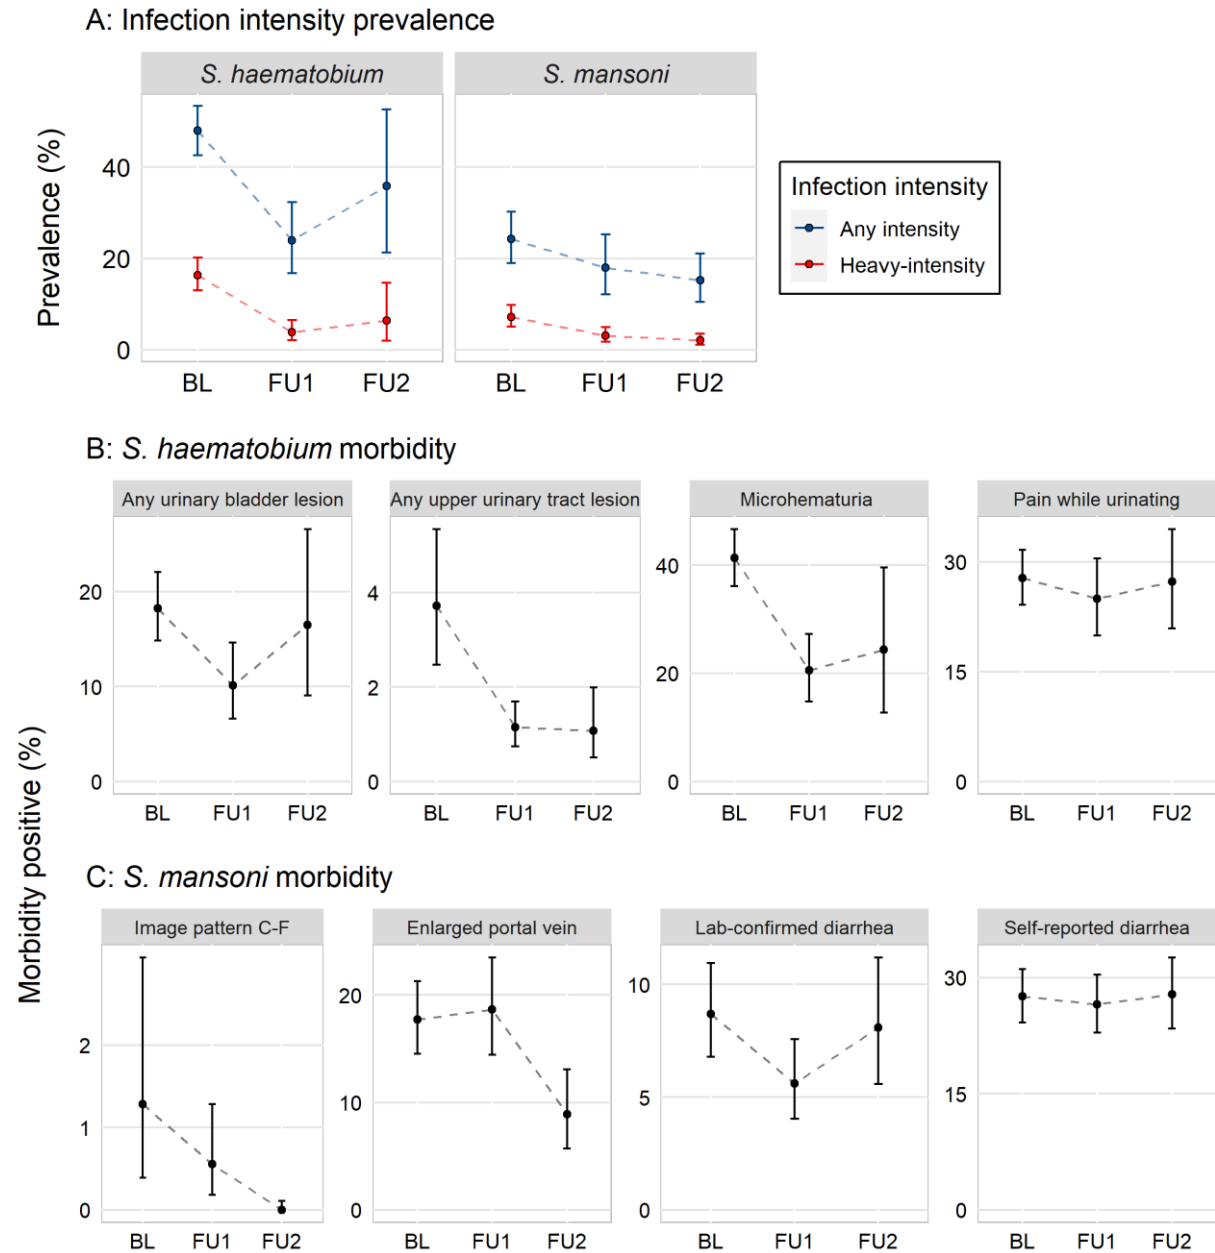 A: Infection intensity prevalence
S. haematobium
S. mansoni
Prevalence (%)
40
20
0
BL FU1 FU2
BL FU1 FU2
Infection intensity
Any intensity
Heavy-intensity
B: S. haematobium morbidity
Morbidity positive (%)
Any urinary bladder lesion
20
10
0
BL FU1 FU2
Any upper urinary tract lesion
4
2
0
BL FU1 FU2
Microhematuria
40
20
0
BL FU1 FU2
Pain while urinating
30
15
0
BL FU1 FU2
C: S. mansoni morbidity
Image pattern C-F
2
1
0
BL FU1 FU2
Enlarged portal vein
20
10
0
BL FU1 FU2
Lab-confirmed diarrhea
10
5
0
BL FU1 FU2
Self-reported diarrhea
30
15
0
BL FU1 FU2